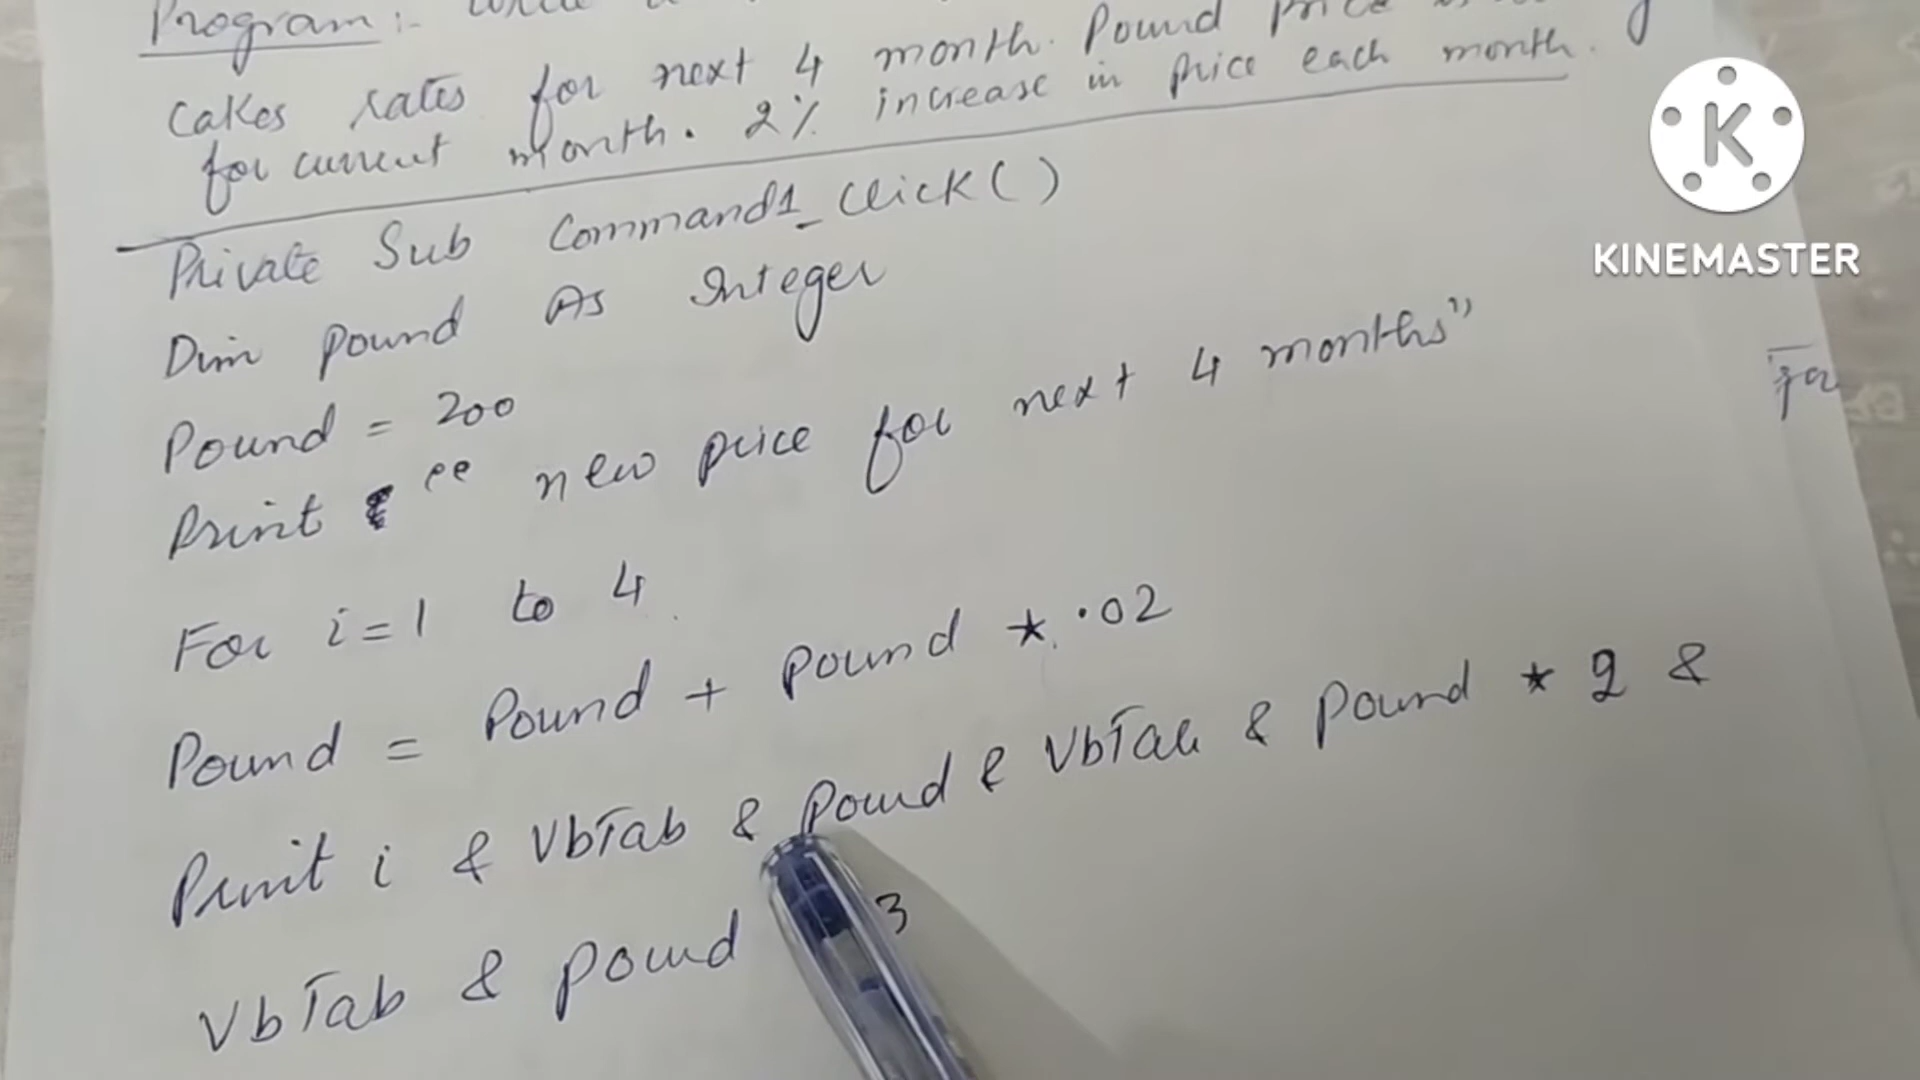 Program:-
Cakes rates for next 4 month. Pound price
for current month. 2% increase in price each month.
Private Sub Command1_Click()
Dim pound As Integer
Pound = 200
Print " new price for next 4 months"
For i=1 to 4
Pound = Pound + pound * .02
Print i & VbTab & pound & VbTab & pound * 2 &
VbTab & pound 3
K
KINEMASTER